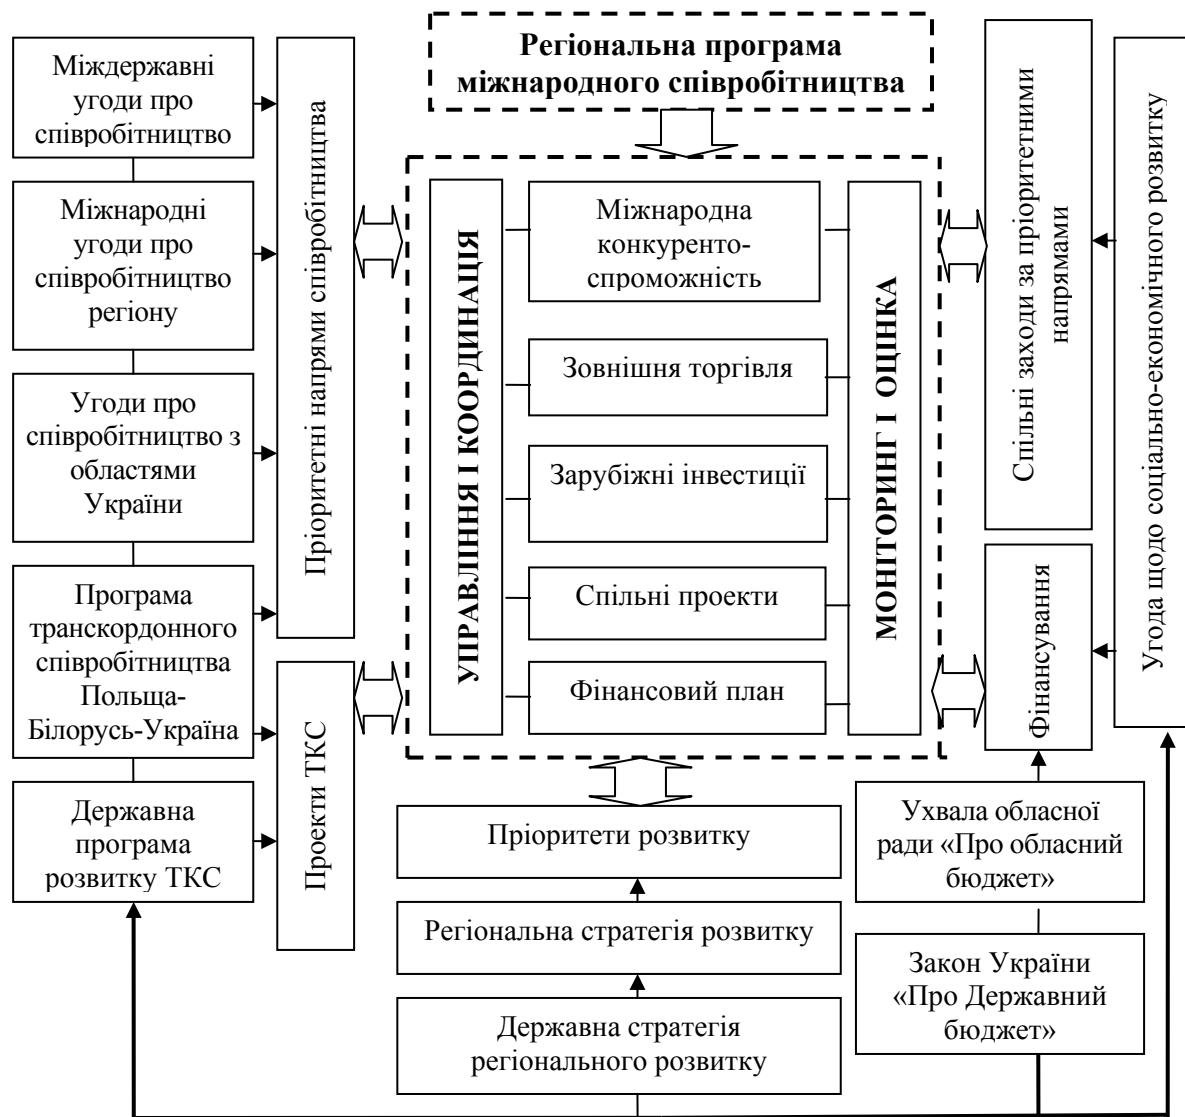 Регіональна програма
міжнародного співробітництва
Міждержавні
угоди про
співробітництво
Міжнародні
угоди про
співробітництво
регіону
Угоди про
співробітництво з
областями
України
Програма
транскордонного
співробітництва
Польща-
Білорусь-Україна
Державна
програма
розвитку ТКС
Пріоритетні напрями співробітництва
Проекти ТКС
УПРАВЛІННЯ І КООРДИНАЦІЯ
Міжнародна
конкуренто-
спроможність
Зовнішня торгівля
Зарубіжні інвестиції
Спільні проекти
Фінансовий план
МОНІТОРИНГ І ОЦІНКА
Спільні заходи за пріоритетними
напрямами
Фінансування
Угода щодо соціально-економічного розвитку
Пріоритети розвитку
Регіональна стратегія розвитку
Державна стратегія
регіонального розвитку
Ухвала обласної
ради «Про обласний
бюджет»
Закон України
«Про Державний
бюджет»